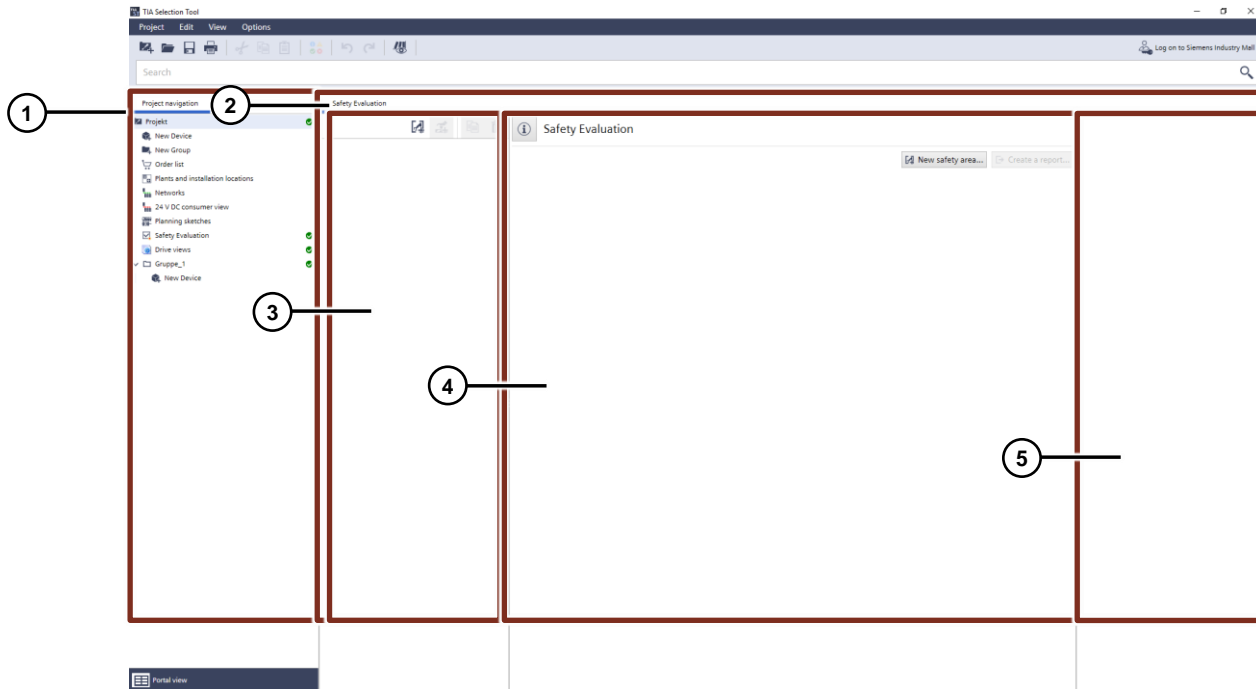 TIA Selection Tool
Project Edit View Options
Log on to Siemens Industry Mall
Search
1
Project navigation
2
Safety Evaluation
Projekt
New Device
New Group
Order list
Plants and installation locations
Networks
24 V DC consumer view
Planning sketches
Safety Evaluation
Drive views
Gruppe_1
New Device
3
Safety Evaluation
New safety area... Create a report...
4
5
Portal view